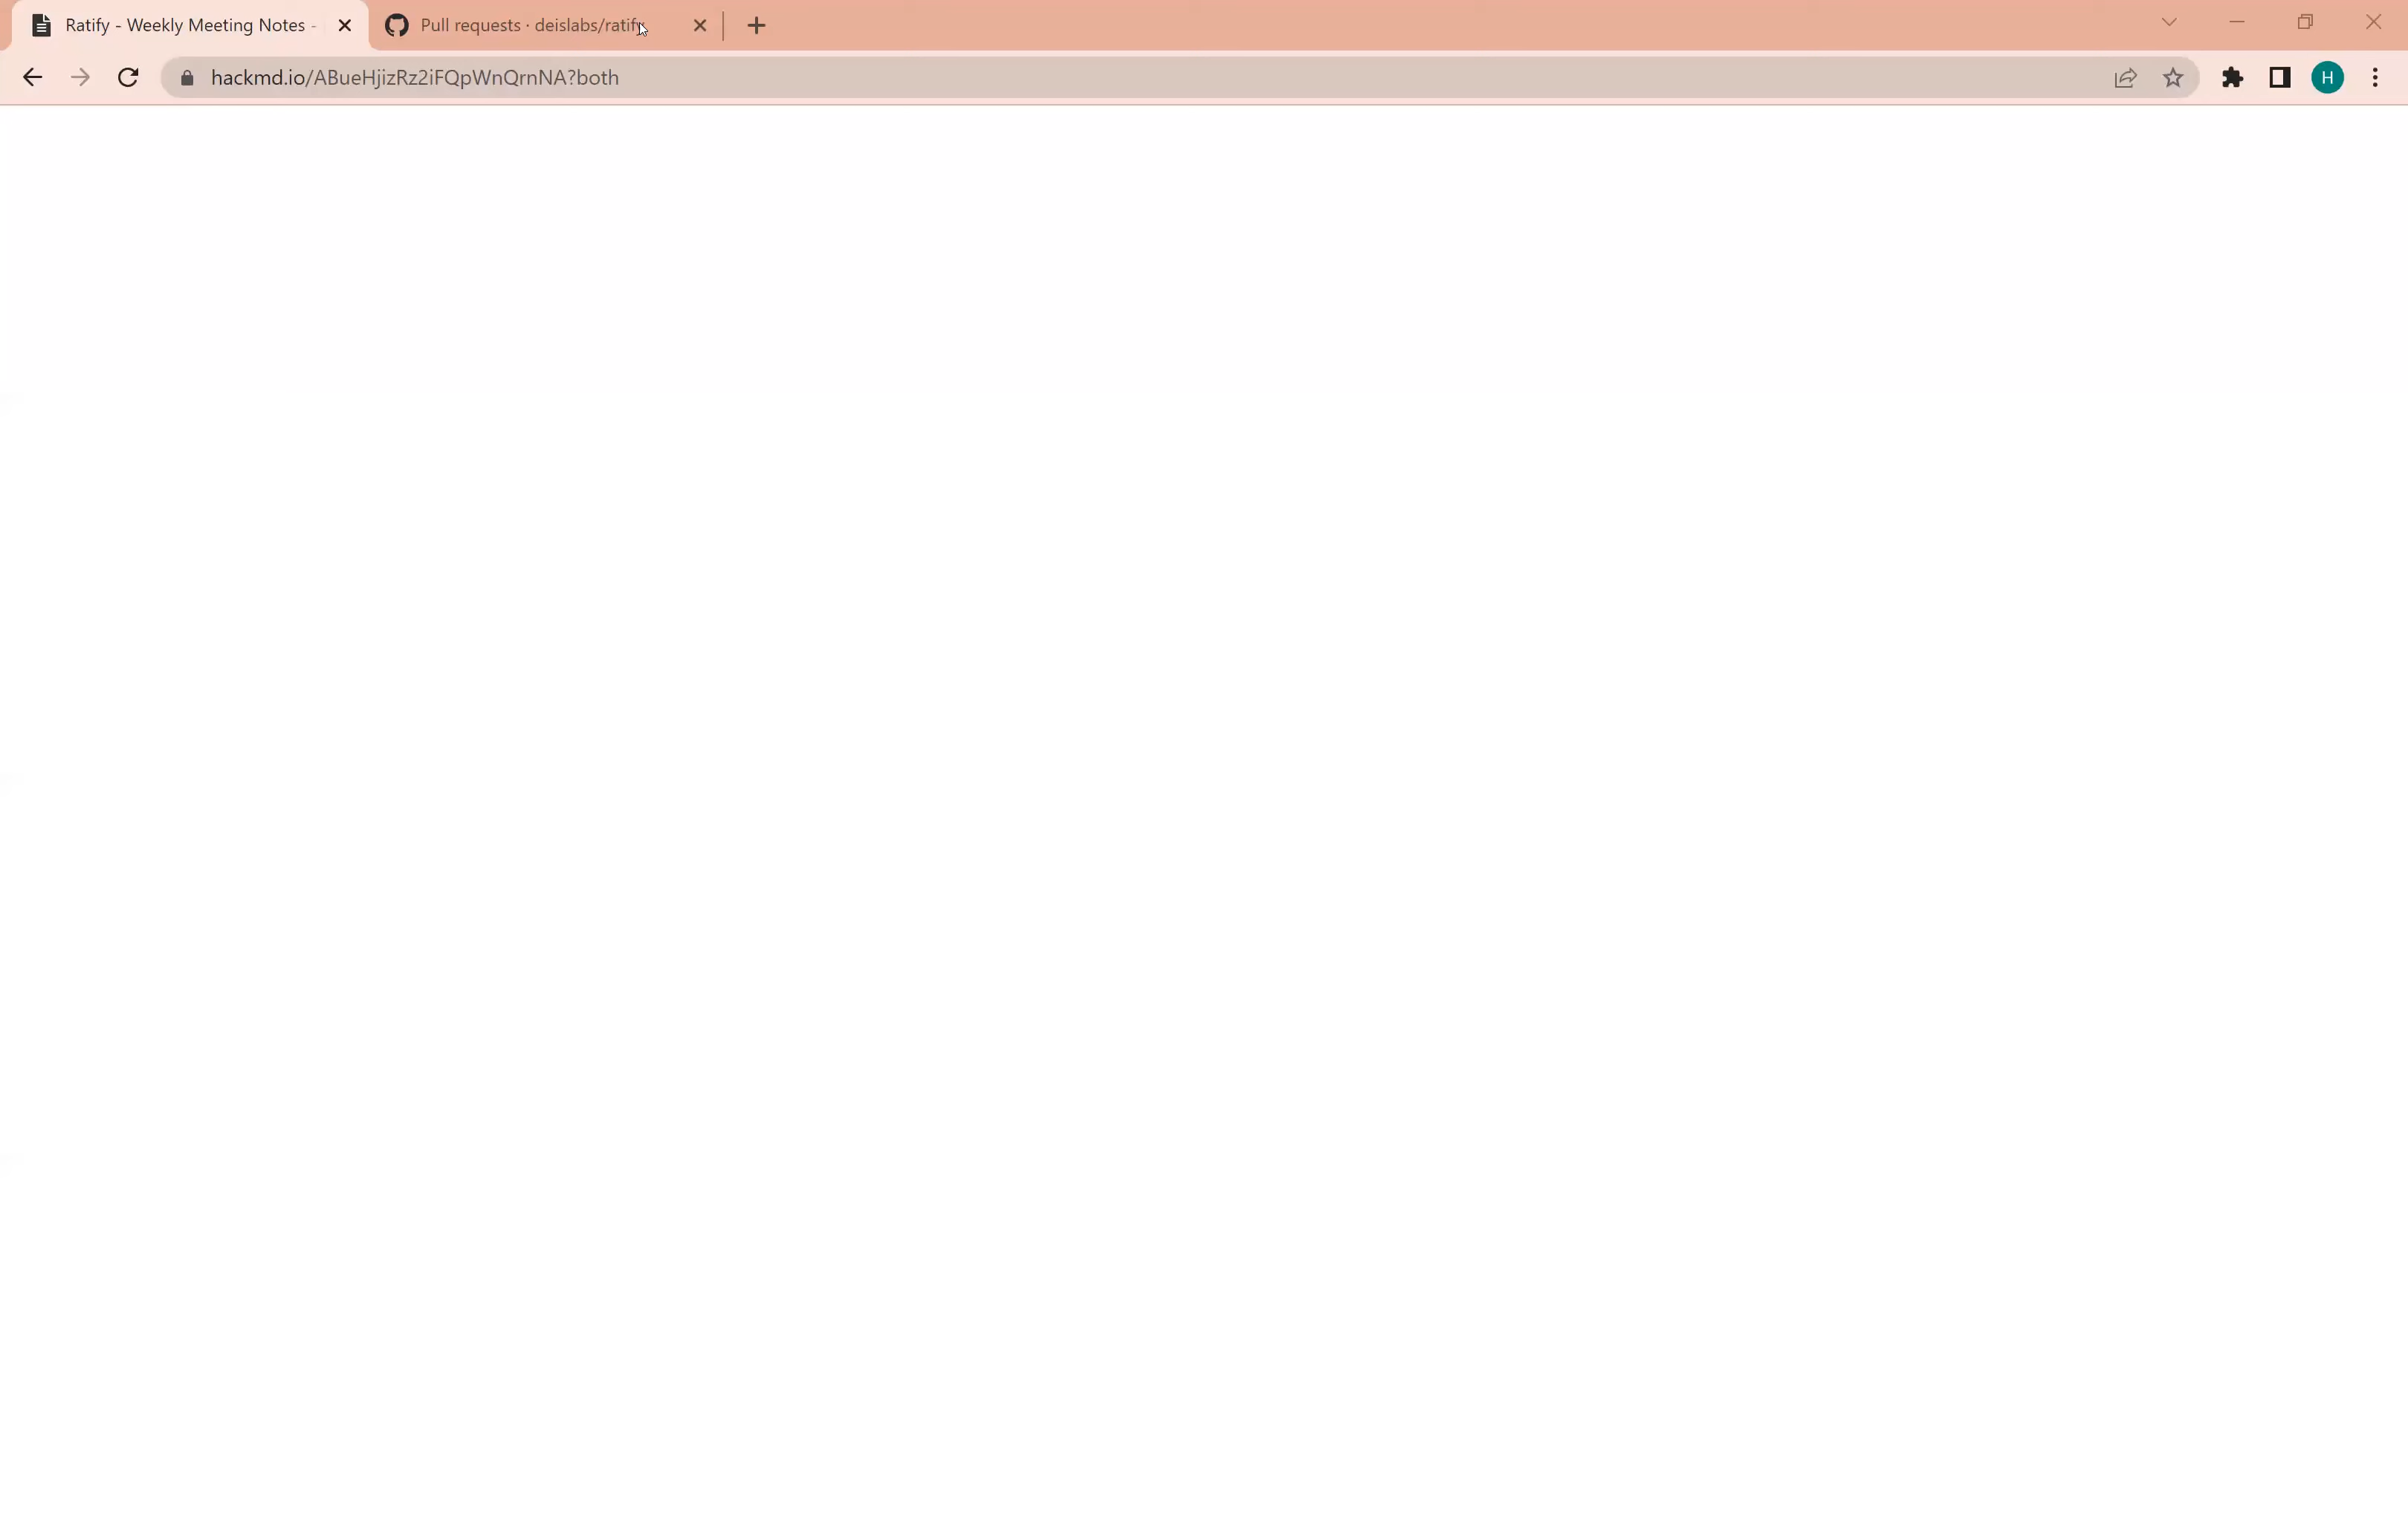 Ratify - Weekly Meeting Notes -
Pull requests · deislabs/ratify
hackmd.io/ABueHjizRz2iFQpWnQrnNA?both
H